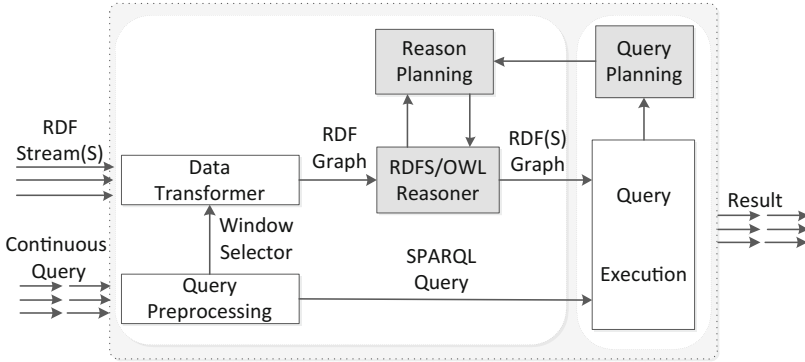 Reason
Planning
Query
Planning
RDF
Stream(S)
Data
Transformer
RDF
Graph
RDFS/OWL
Reasoner
RDF(S)
Graph
Query
Execution
Result
Window
Selector
Continuous
Query
Query
Preprocessing
SPARQL
Query